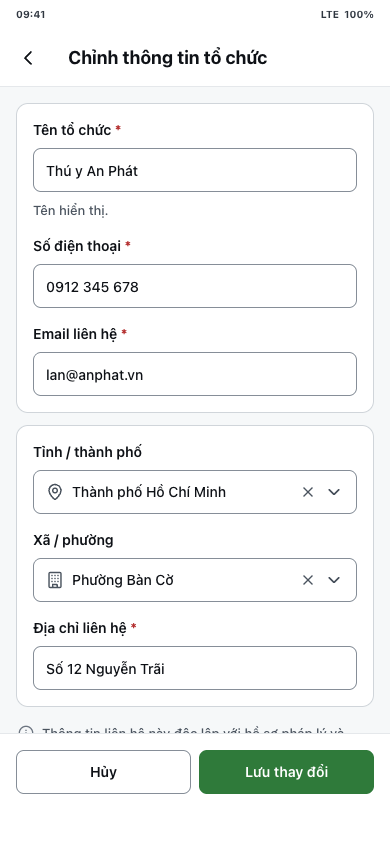 09:41
LTE 100%
Chỉnh thông tin tổ chức
Tên tổ chức *
Thú y An Phát
Tên hiển thị.
Số điện thoại *
0912 345 678
Email liên hệ *
lan@anphat.vn
Tỉnh / thành phố
Thành phố Hồ Chí Minh
Xã / phường
Phường Bàn Cờ
Địa chỉ liên hệ *
Số 12 Nguyễn Trãi
Thông tin liên hệ này độc lập với hồ sơ pháp lý và
Hủy
Lưu thay đổi